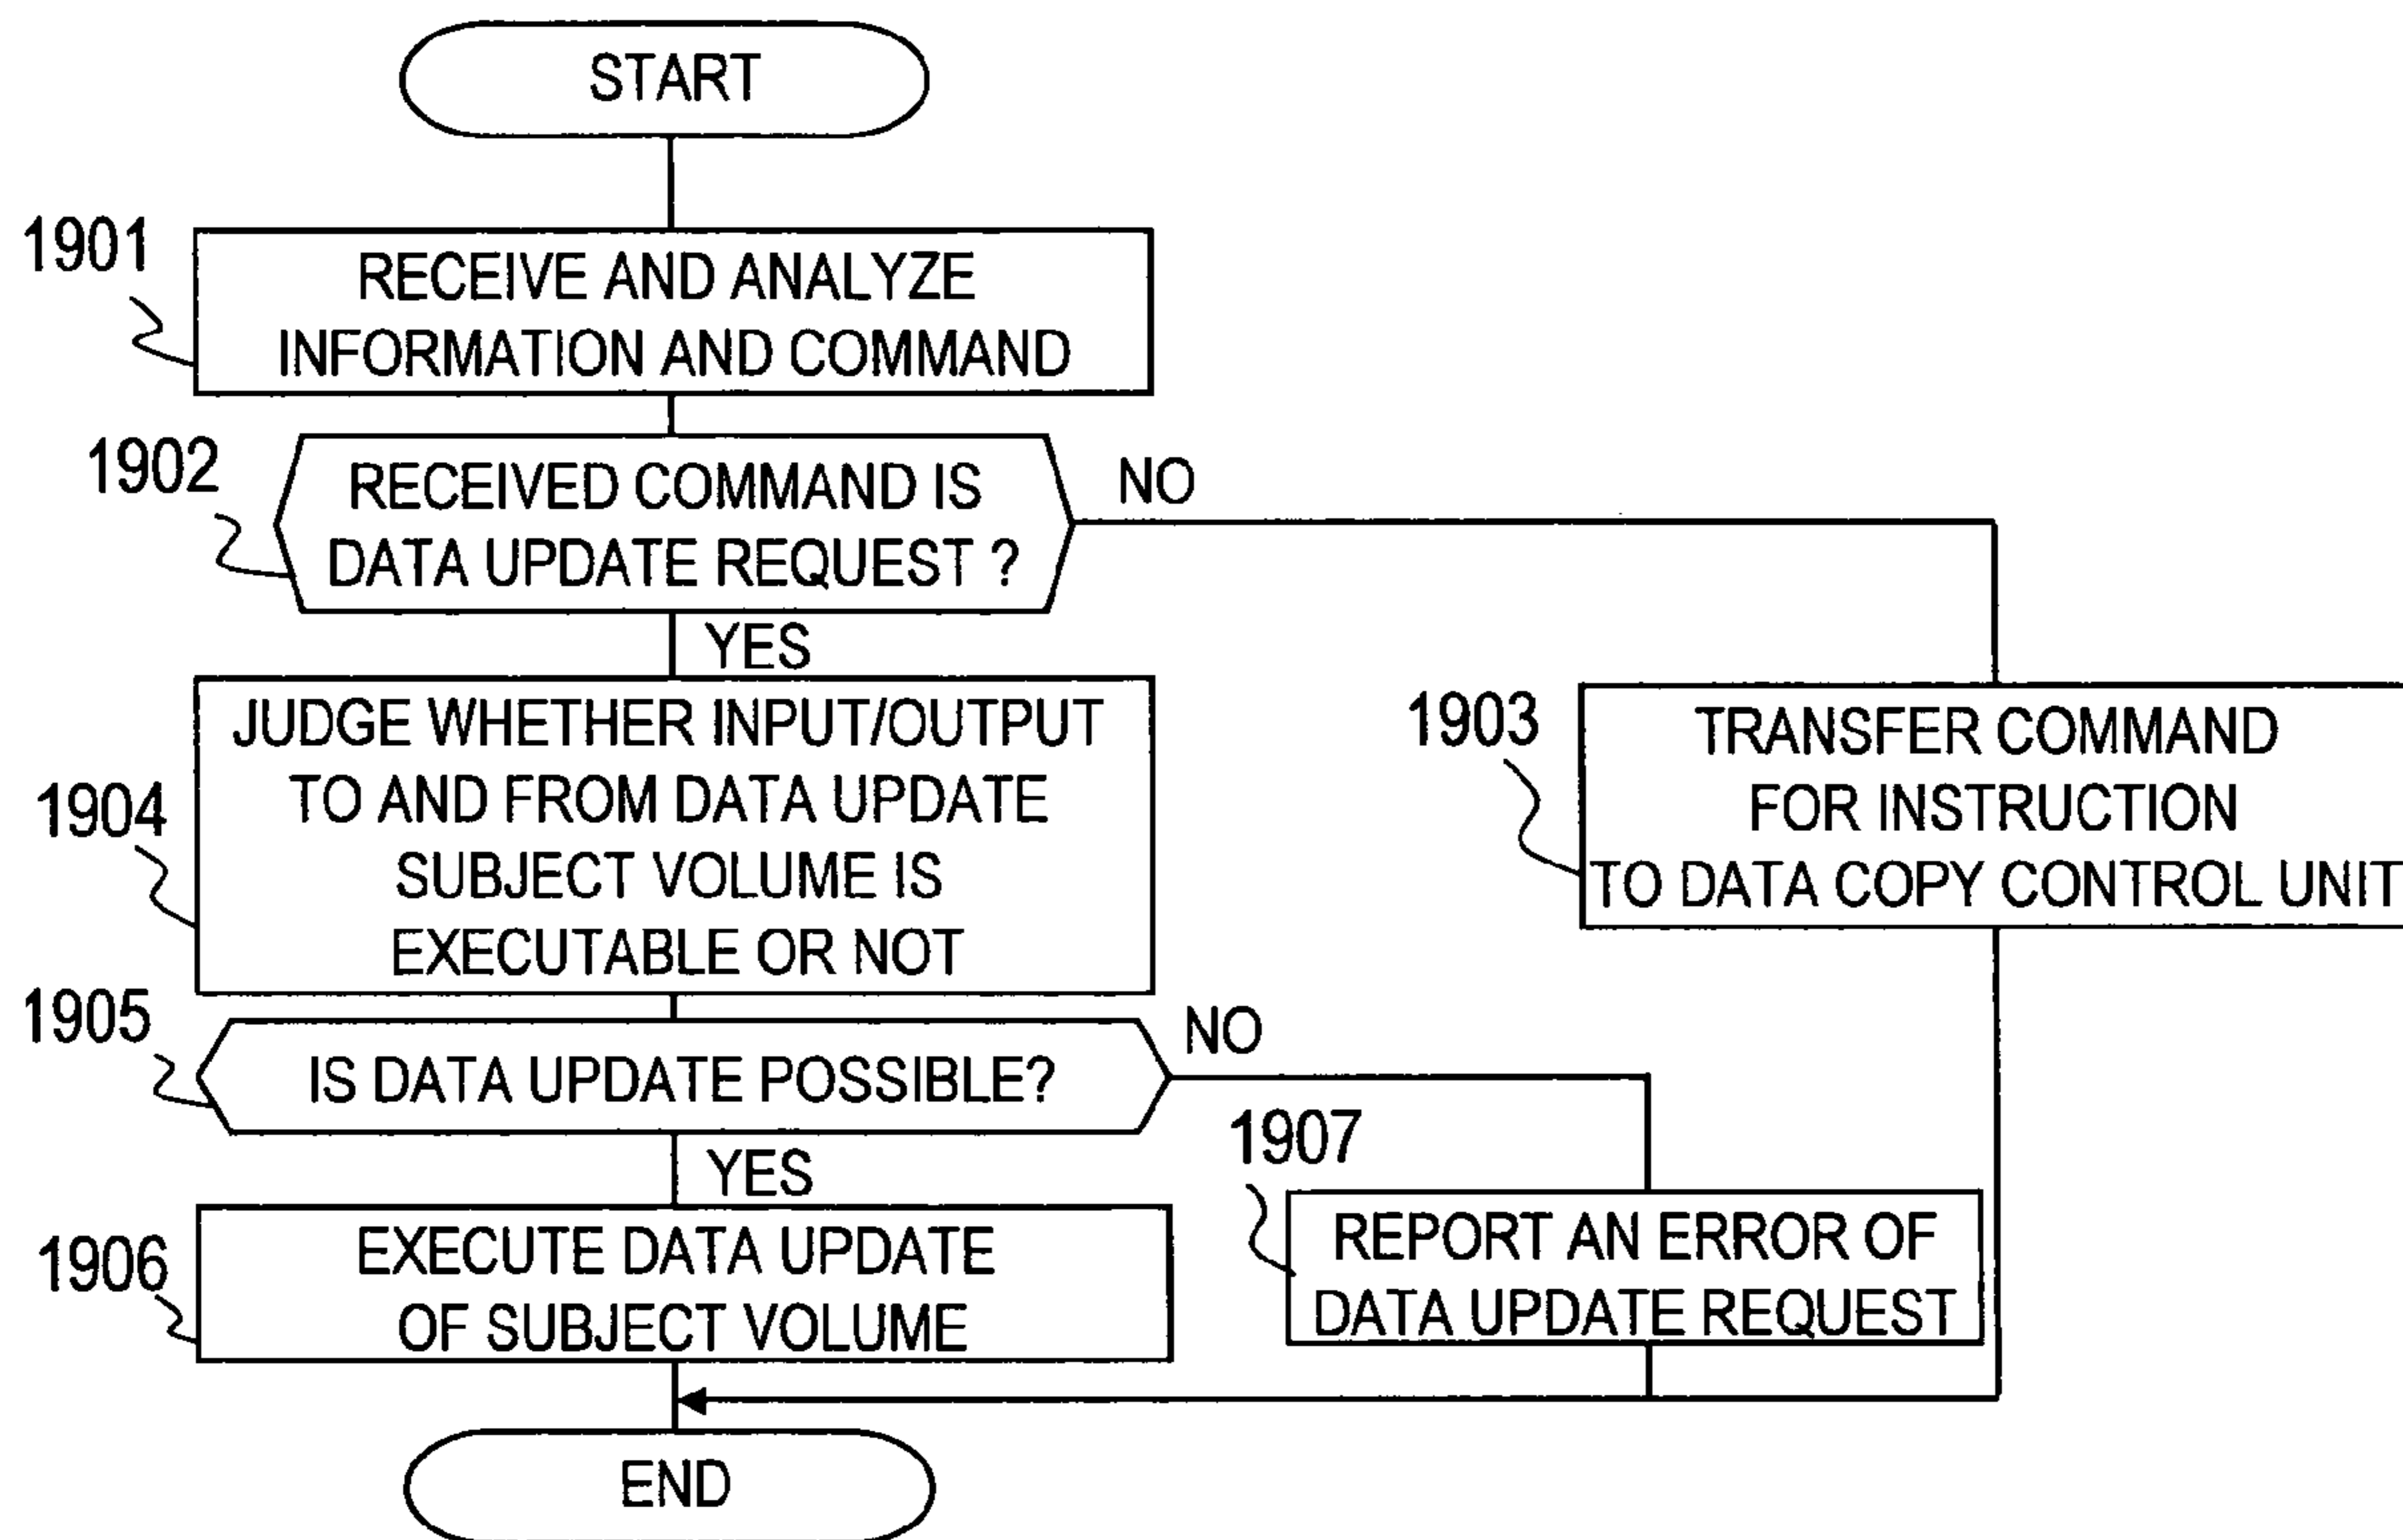 START
1901
RECEIVE AND ANALYZE
INFORMATION AND COMMAND
1902
RECEIVED COMMAND IS
DATA UPDATE REQUEST ?
NO
YES
1903
TRANSFER COMMAND
FOR INSTRUCTION
TO DATA COPY CONTROL UNIT
1904
JUDGE WHETHER INPUT/OUTPUT
TO AND FROM DATA UPDATE
SUBJECT VOLUME IS
EXECUTABLE OR NOT
1905
IS DATA UPDATE POSSIBLE?
NO
YES
1907
REPORT AN ERROR OF
DATA UPDATE REQUEST
1906
EXECUTE DATA UPDATE
OF SUBJECT VOLUME
END